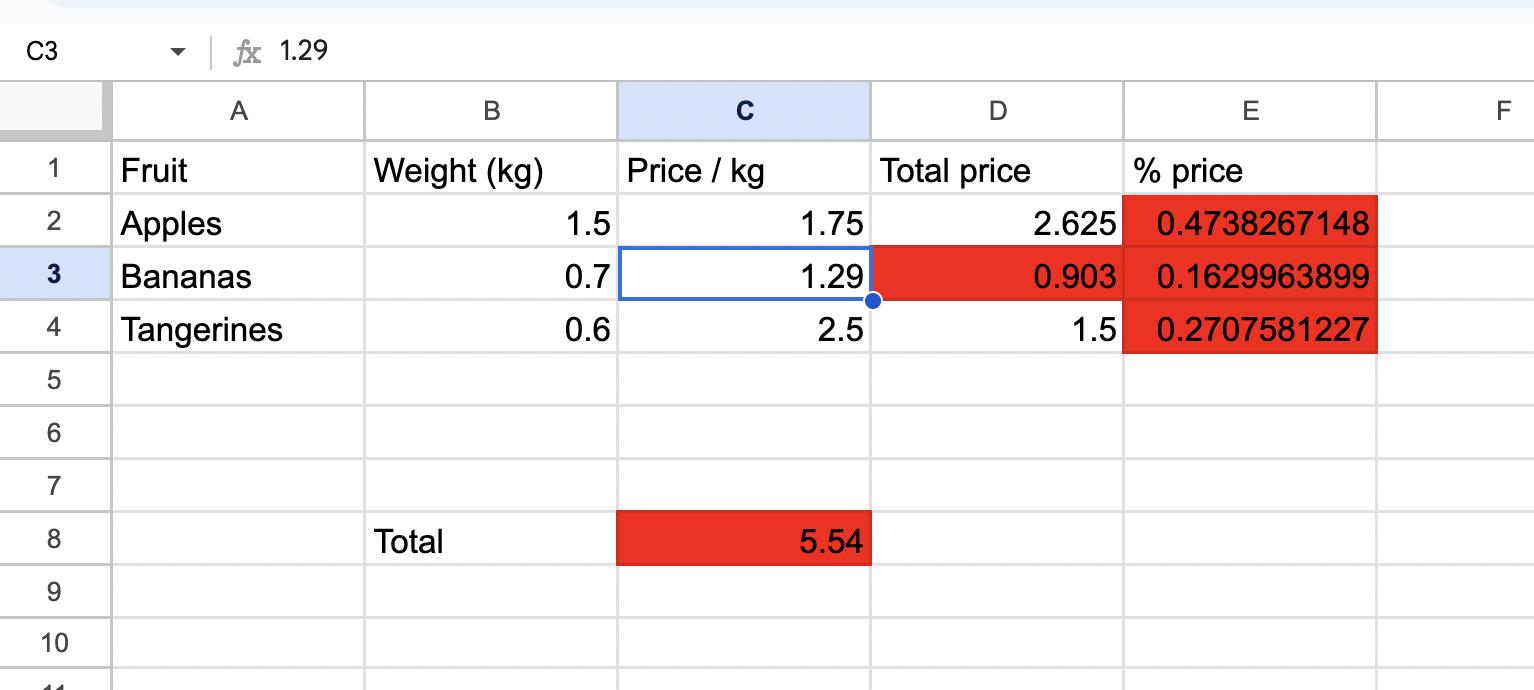 C3 fx 1.29
A B C D E F
1 Fruit Weight (kg) Price / kg Total price % price
2 Apples 1.5 1.75 2.625 0.4738267148
3 Bananas 0.7 1.29 0.903 0.1629963899
4 Tangerines 0.6 2.5 1.5 0.2707581227
5
6
7
8 Total 5.54
9
10